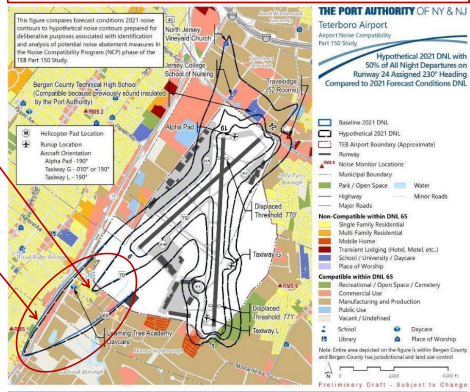 This figure compares forecast conditions 2021 noise
contours to hypothetical noise contours prepared for
deliberative purposes associated with identification
and analysis of potential noise abatement measures in
the Noise Compatibility Program (NCP) phase of the
TEB Part 150 Study.
North Jersey
Vineyard Church
Jersey College
School of Nursing
Bergen County Technical High School
(Compatible because previously sound insulated
by the Port Authority)
Travelodge
(52 Rooms)
Alpha Pad
Helicopter Pad Location
Runup Location
Aircraft Orientation
Alpha Pad - 190°
Taxiway G - 010° or 190°
Taxiway L - 190°
19
Displaced
Threshold: 770'
Taxiway G
Displaced
Threshold: 771'
Taxiway L
Learning Tree Academy
Daycare
THE PORT AUTHORITY OF NY & NJ
Teterboro Airport
Airport Noise Compatibility
Part 150 Study
Hypothetical 2021 DNL with
50% of All Night Departures on
Runway 24 Assigned 230° Heading
Compared to 2021 Forecast Conditions DNL
Baseline 2021 DNL
Hypothetical 2021 DNL
TEB Airport Boundary (Approximate)
Runway
Noise Monitor Locations
Municipal Boundary
Park / Open Space
Water
Highway
Minor Roads
Major Roads
Non-Compatible within DNL 65
Single Family Residential
Multi-Family Residential
Mobile Home
Transient Lodging (Hotel, Motel, etc.)
School / University / Daycare
Place of Worship
Compatible within DNL 65
Recreational / Open Space / Cemetery
Commercial Use
Manufacturing and Production
Public Use
Vacant / Undefined
School
Daycare
Library
Place of Worship
Note: Entire area depicted on the figure is within Bergen County
and Bergen County has jurisdictional and land use control
N
0
2,000
4,000 ft.
Preliminary Draft - Subject to Change